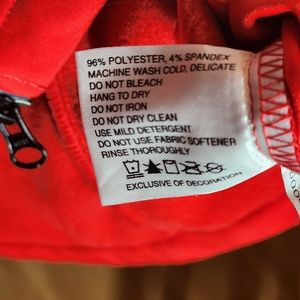 96% POLYESTER, 4% SPANDEX
MACHINE WASH COLD, DELICATE
DO NOT BLEACH
HANG TO DRY
DO NOT IRON
DO NOT DRY CLEAN
USE MILD DETERGENT
DO NOT USE FABRIC SOFTENER
RINSE THOROUGHLY
EXCLUSIVE OF DECORATION